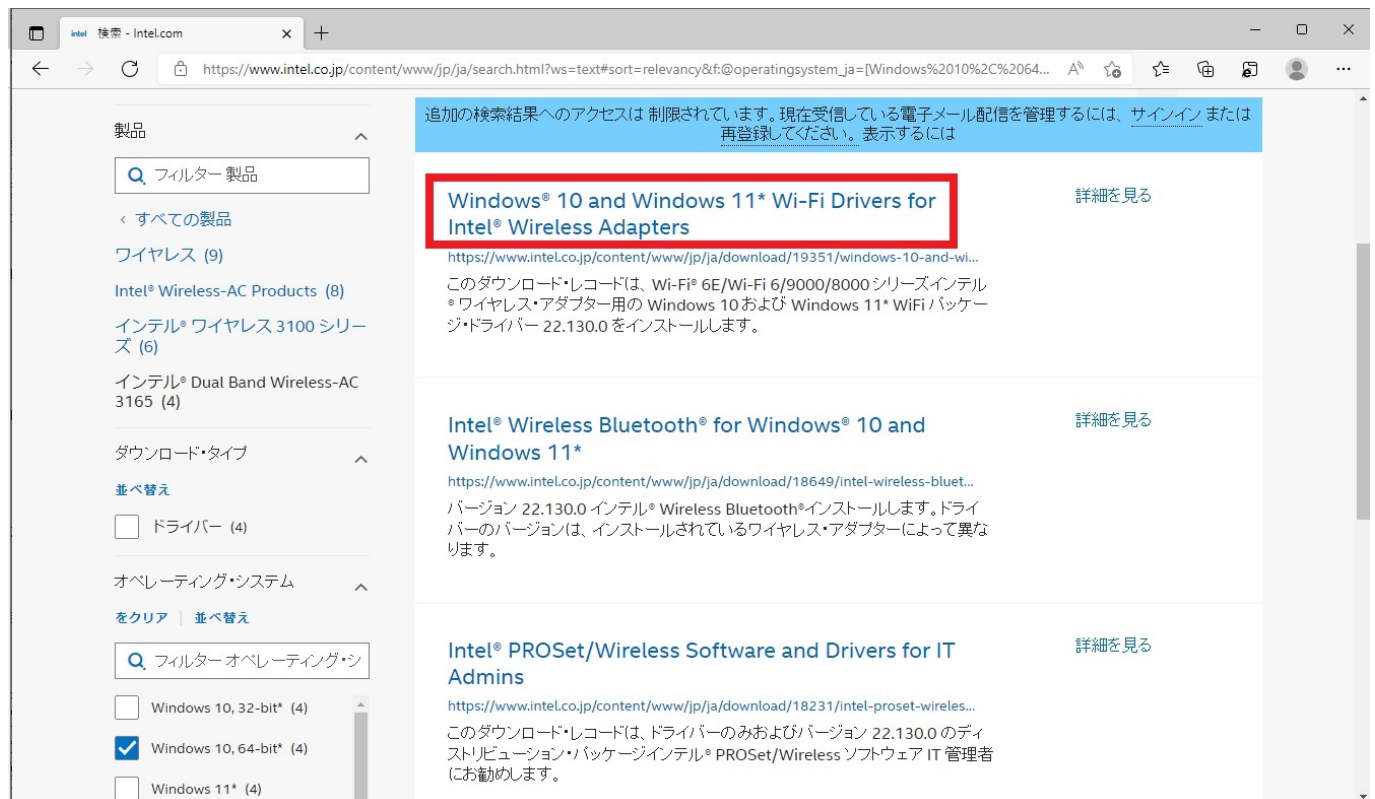 intel 検索 - Intel.com
https://www.intel.co.jp/content/www/jp/ja/search.html?ws=text#sort=relevancy&f:@operatingsystem_ja=[Windows%2010%2C%2064...
製品
フィルター 製品
‹ すべての製品
ワイヤレス (9)
Intel® Wireless-AC Products (8)
インテル® ワイヤレス 3100 シリー
ズ (6)
インテル® Dual Band Wireless-AC
3165 (4)
ダウンロード・タイプ
並べ替え
ドライバー (4)
オペレーティング・システム
をクリア | 並べ替え
フィルター オペレーティング・シ
Windows 10, 32-bit* (4)
Windows 10, 64-bit* (4)
Windows 11* (4)
追加の検索結果へのアクセスは 制限されています。現在受信している電子メール配信を管理するには、サインイン または
再登録してください。 表示するには
Windows® 10 and Windows 11* Wi-Fi Drivers for
Intel® Wireless Adapters
詳細を見る
https://www.intel.co.jp/content/www/jp/ja/download/19351/windows-10-and-wi...
このダウンロード・レコードは、Wi-Fi® 6E/Wi-Fi 6/9000/8000 シリーズインテル
® ワイヤレス・アダプター用の Windows 10 および Windows 11* WiFi パッケー
ジ・ドライバー 22.130.0 をインストールします。
Intel® Wireless Bluetooth® for Windows® 10 and
Windows 11*
詳細を見る
https://www.intel.co.jp/content/www/jp/ja/download/18649/intel-wireless-bluet...
バージョン 22.130.0 インテル® Wireless Bluetooth®インストールします。ドライ
バーのバージョンは、インストールされているワイヤレス・アダプターによって異な
ります。
Intel® PROSet/Wireless Software and Drivers for IT
Admins
詳細を見る
https://www.intel.co.jp/content/www/jp/ja/download/18231/intel-proset-wireles...
このダウンロード・レコードは、ドライバーのみおよびバージョン 22.130.0 のディ
ストリビューション・パッケージインテル® PROSet/Wireless ソフトウェア IT 管理者
にお勧めします。